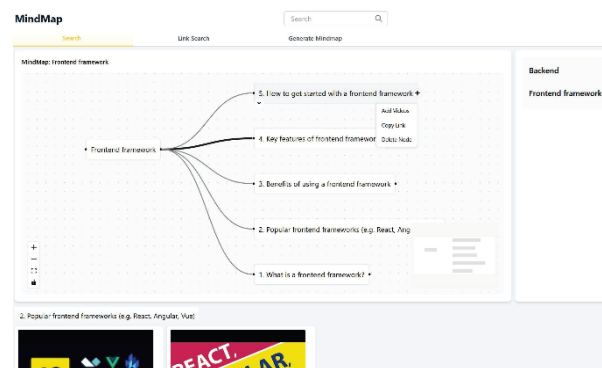 MindMap
Search
Search
Link Search
Generate Mindmap
MindMap: Frontend framework
Backend
Frontend framework
5. How to get started with a frontend framework +
Add Videos
Copy Link
Delete Node
4. Key features of frontend framewor
Frontend framework
3. Benefits of using a frontend framework
2. Popular frontend frameworks (e.g. React, Ang
1. What is a frontend framework?
2. Popular frontend frameworks (e.g. React, Angular, Vue)
REACT,